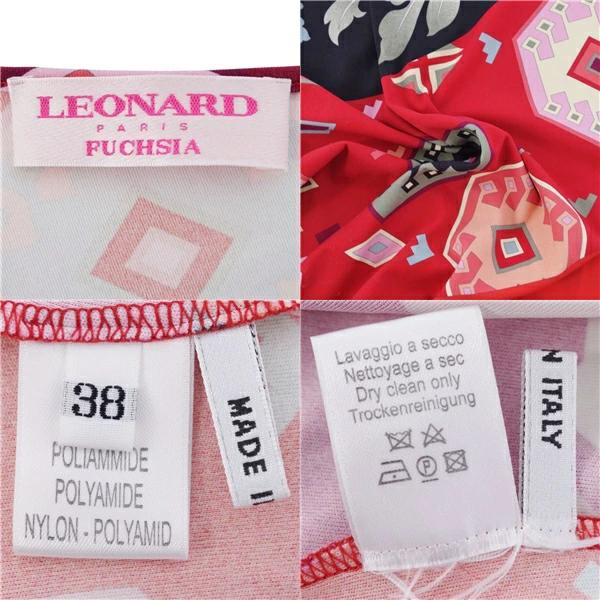 LEONARD
PARIS
FUCHSIA
38
POLIAMMIDE
POLYAMIDE
NYLON - POLYAMID
MADE I
Lavaggio a secco
Nettoyage a sec
Dry clean only
Trockenreinigung
P
N ITALY